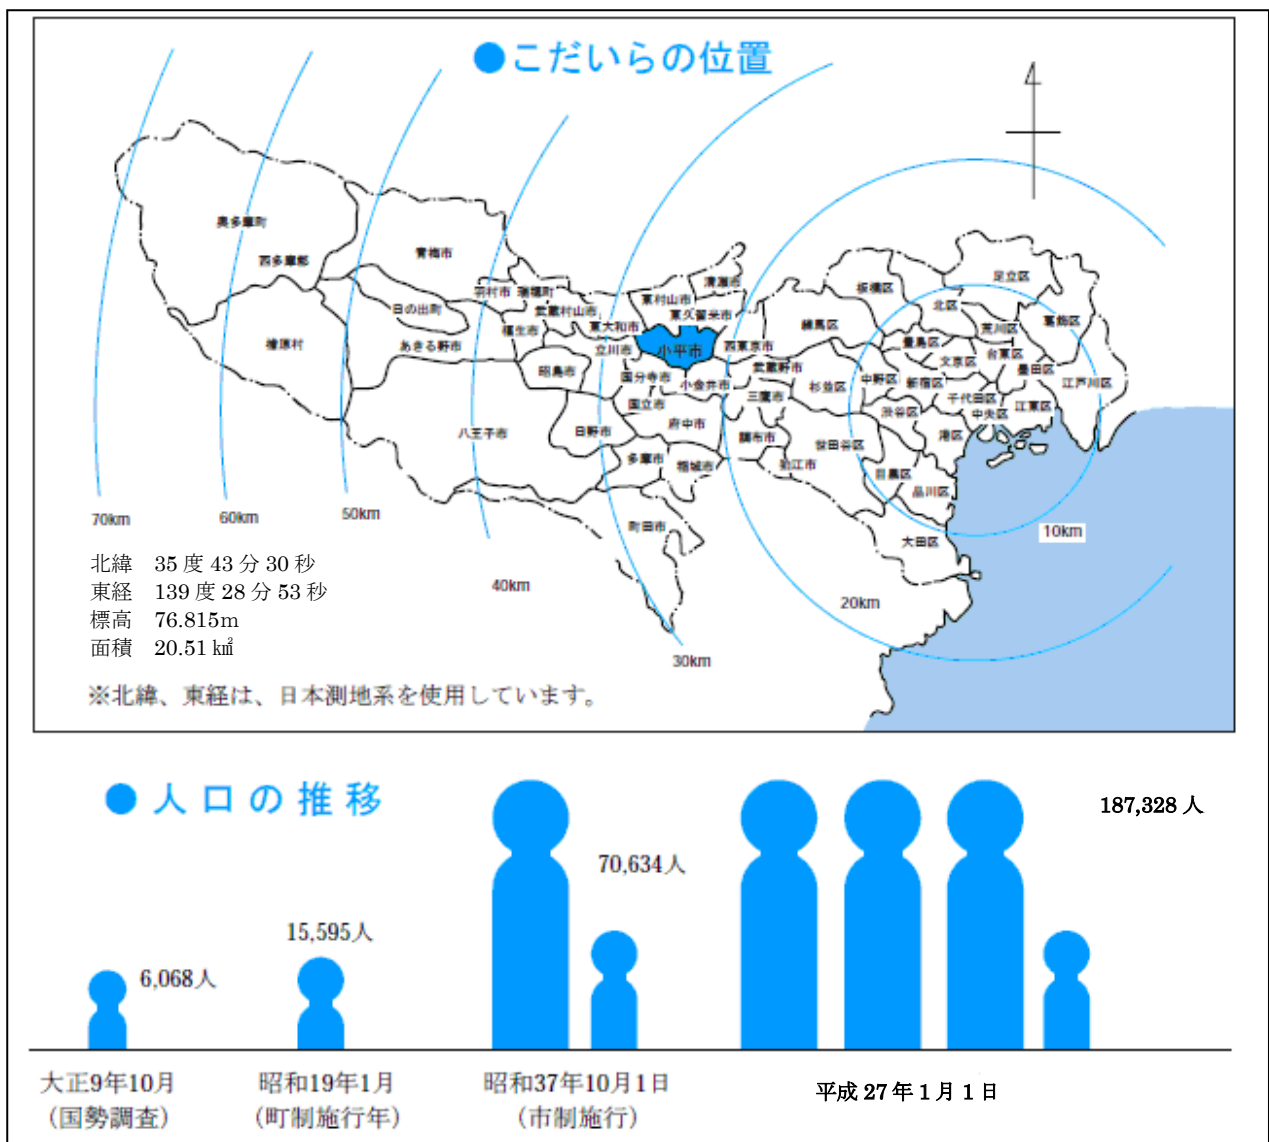 ●こだいらの位置
奥多摩町
西多摩郡
青梅市
檜原村
日の出町
あきる野市
羽村市
瑞穂町
福生市
武蔵村山市
東大和市
立川市
昭島市
八王子市
日野市
東村山市
清瀬市
東久留米市
小平市
西東京市
国分寺市
小金井市
国立市
府中市
多摩市
稲城市
町田市
武蔵野市
三鷹市
調布市
狛江市
練馬区
板橋区
北区
足立区
荒川区
葛飾区
豊島区
文京区
台東区
墨田区
江戸川区
杉並区
中野区
新宿区
千代田区
中央区
江東区
渋谷区
港区
世田谷区
目黒区
品川区
大田区
70km
60km
50km
40km
30km
20km
10km
北緯 35 度 43 分 30 秒
東経 139 度 28 分 53 秒
標高 76.815m
面積 20.51 ㎢
※北緯、東経は、日本測地系を使用しています。
●人口の推移
6,068人
15,595人
70,634人
187,328 人
大正9年10月
(国勢調査)
昭和19年1月
(町制施行年)
昭和37年10月1日
(市制施行)
平成 27 年 1 月 1 日